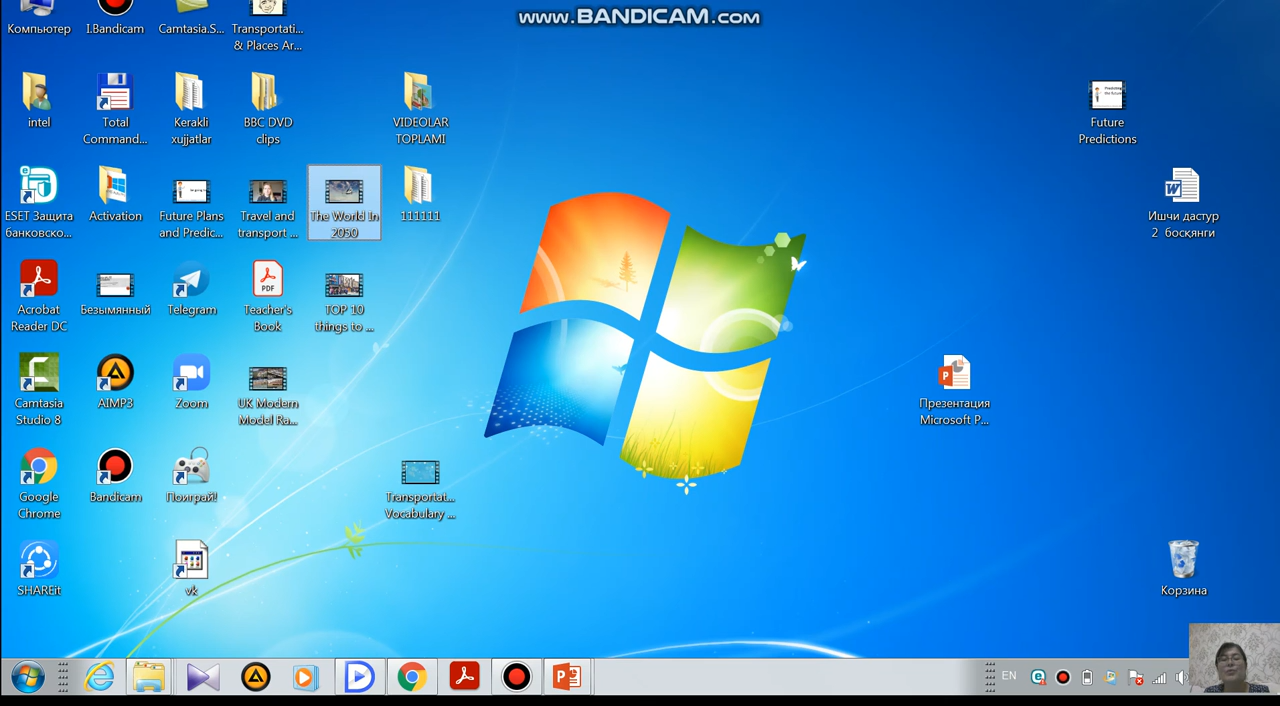 www.BANDICAM.com
Компьютер
I.Bandicam
Camtasia.S...
Transportati...
& Places Ar...
intel
Total
Comman​d...
Kerakli
xujjatlar
BBC DVD
clips
VIDEOLAR
TOPLAMI
Future
Predictions
ESET Защита
банковско...
Activation
Future Plans
and Predic...
Travel and
transport ...
The World In
2050
111111
Ишчи дастур
2 босқянги
Acrobat
Reader DC
Безымянный
Telegram
PDF
Teacher's
Book
TOP 10
things to ...
Camtasia
Studio 8
AIMP3
Zoom
UK Modern
Model Ra...
Презентация
Microsoft P...
Google
Chrome
Bandicam
Поиграй!
Transportat...
Vocabulary ...
SHAREit
vk
Корзина
EN